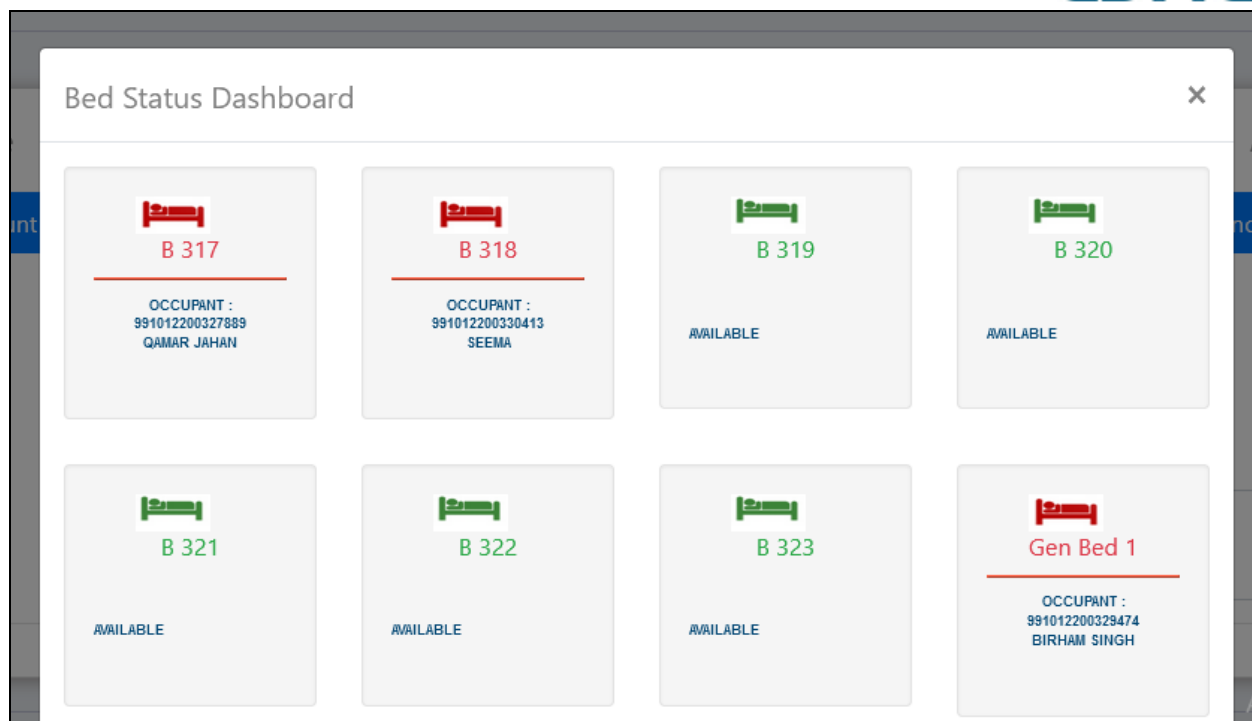 Bed Status Dashboard ×
B 317
OCCUPANT :
991012200327889
QAMAR JAHAN
B 318
OCCUPANT :
991012200330413
SEEMA
B 319
AVAILABLE
B 320
AVAILABLE
B 321
AVAILABLE
B 322
AVAILABLE
B 323
AVAILABLE
Gen Bed 1
OCCUPANT :
991012200329474
BIRHAM SINGH